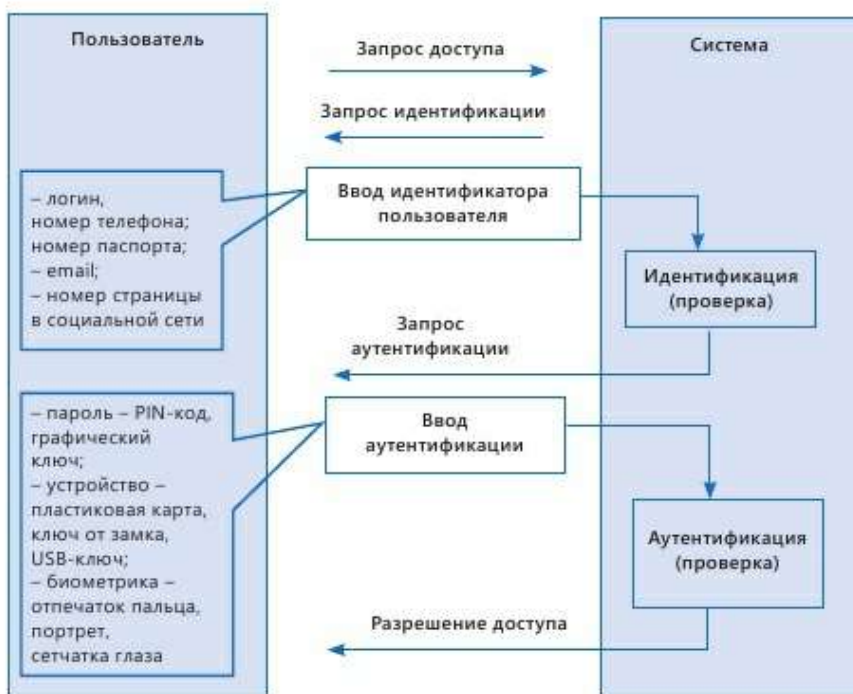 Пользователь
Система
Запрос доступа
Запрос идентификации
Ввод идентификатора
пользователя
– логин,
номер телефона;
номер паспорта;
– email;
– номер страницы
в социальной сети
Идентификация
(проверка)
Запрос
аутентификации
Ввод
аутентификации
– пароль – PIN-код,
графический
ключ;
– устройство –
пластиковая карта,
ключ от замка,
USB-ключ;
– биометрика –
отпечаток пальца,
портрет,
сетчатка глаза
Аутентификация
(проверка)
Разрешение доступа